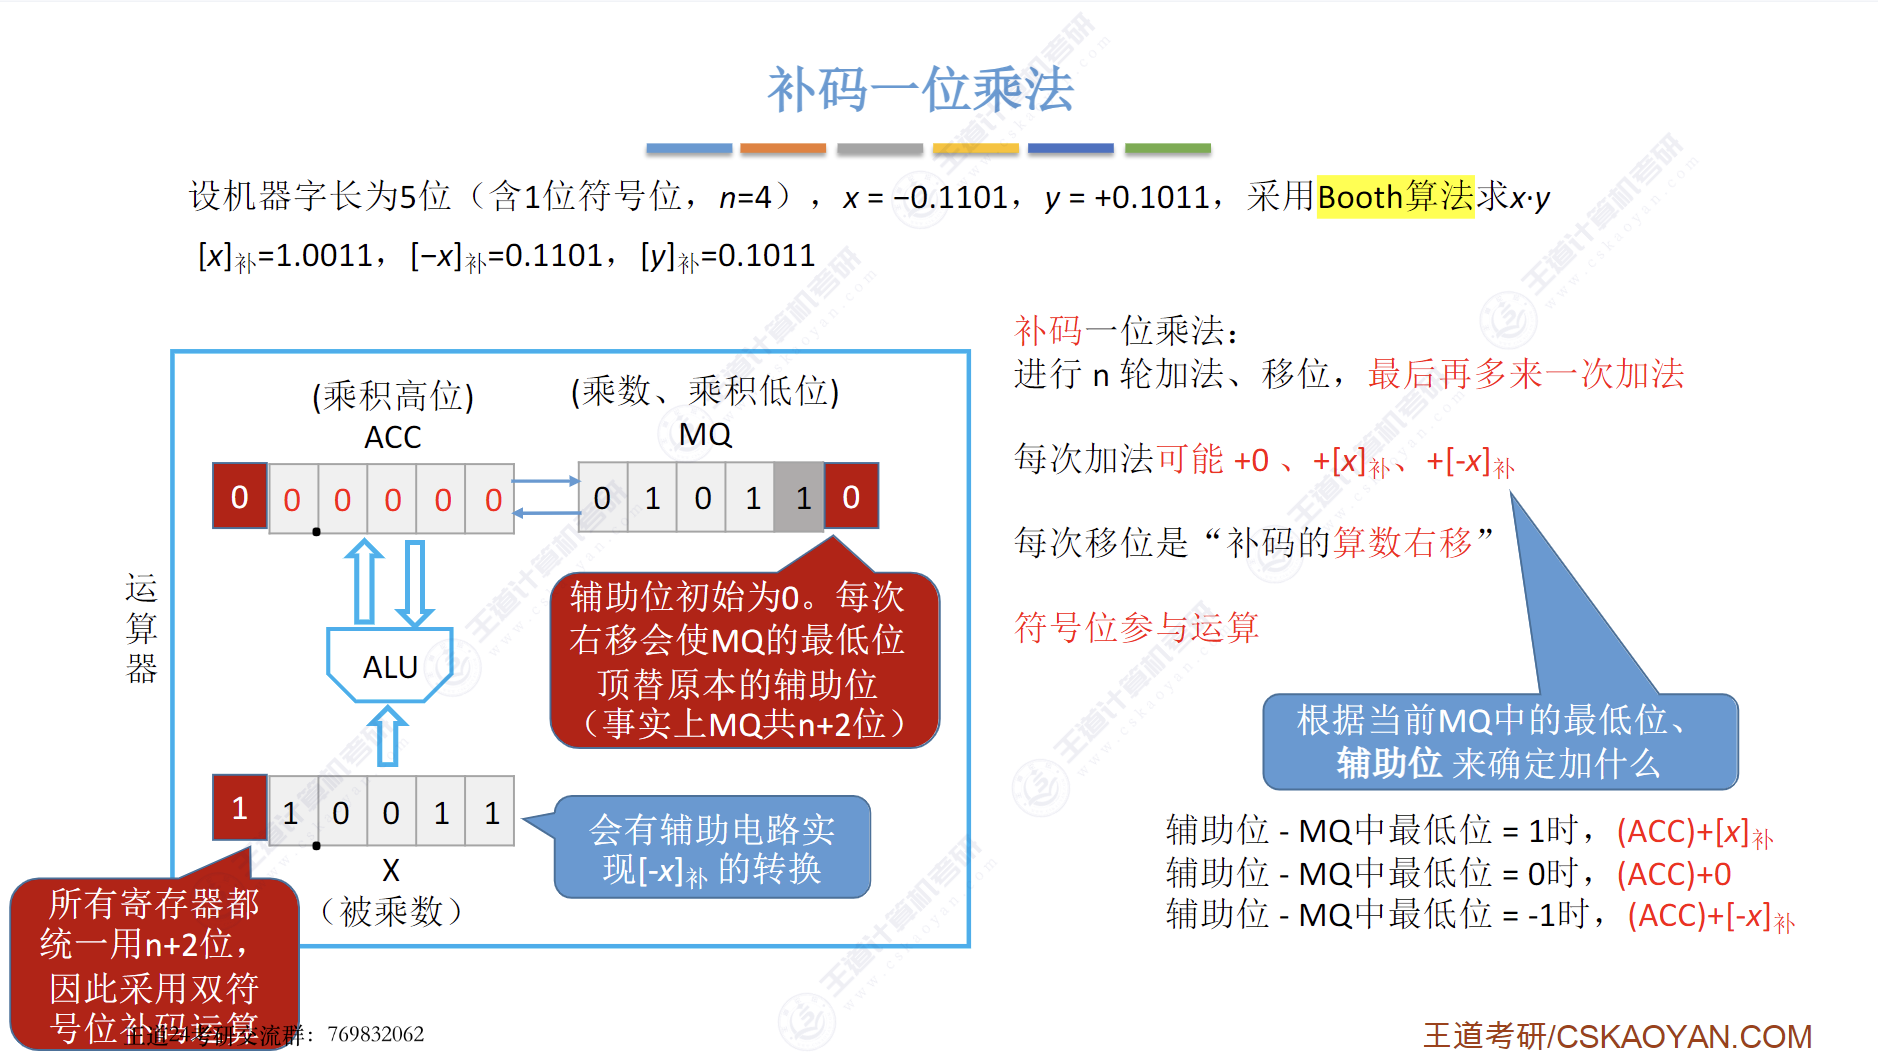 补码一位乘法
设机器字长为5位（含1位符号位，n=4），x = −0.1101，y = +0.1011，采用Booth算法求x·y
[x]补=1.0011，[−x]补=0.1101，[y]补=0.1011
(乘积高位)
ACC
(乘数、乘积低位)
MQ
0 0 0 0 0 0
0 1 0 1 1 0
运算器
ALU
辅助位初始为0。每次
右移会使MQ的最低位
顶替原本的辅助位
（事实上MQ共n+2位）
1 1 0 0 1 1
X
（被乘数）
会有辅助电路实
现[-x]补 的转换
所有寄存器都
统一用n+2位，
因此采用双符
号位补码运算
补码一位乘法：
进行 n 轮加法、移位，最后再多来一次加法
每次加法可能 +0 、+[x]补、+[-x]补
每次移位是“补码的算数右移”
符号位参与运算
根据当前MQ中的最低位、
辅助位 来确定加什么
辅助位 - MQ中最低位 = 1时，(ACC)+[x]补
辅助位 - MQ中最低位 = 0时，(ACC)+0
辅助位 - MQ中最低位 = -1时，(ACC)+[-x]补
王道24考研交流群：769832062
王道考研/CSKAOYAN.COM
王道计算机考研
www.cskaoyan.com